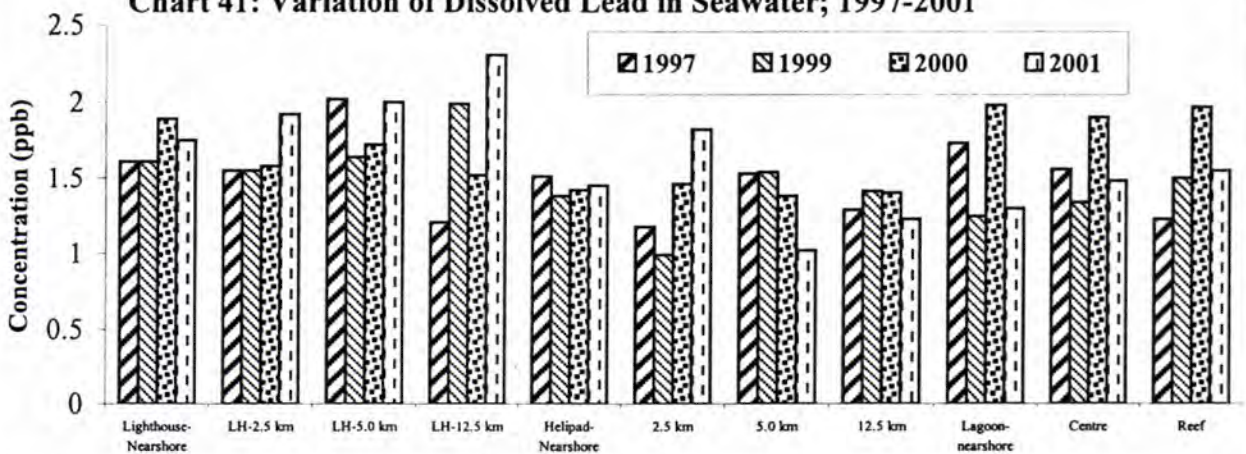 Chart 41: Variation of Dissolved Lead in Seawater; 1997-2001
2.5
2
1.5
1
0.5
0
Concentration (ppb)
1997 1999 2000 2001
Lighthouse-Nearshore
LH-2.5 km
LH-5.0 km
LH-12.5 km
Helipad-Nearshore
2.5 km
5.0 km
12.5 km
Lagoon-nearshore
Centre
Reef